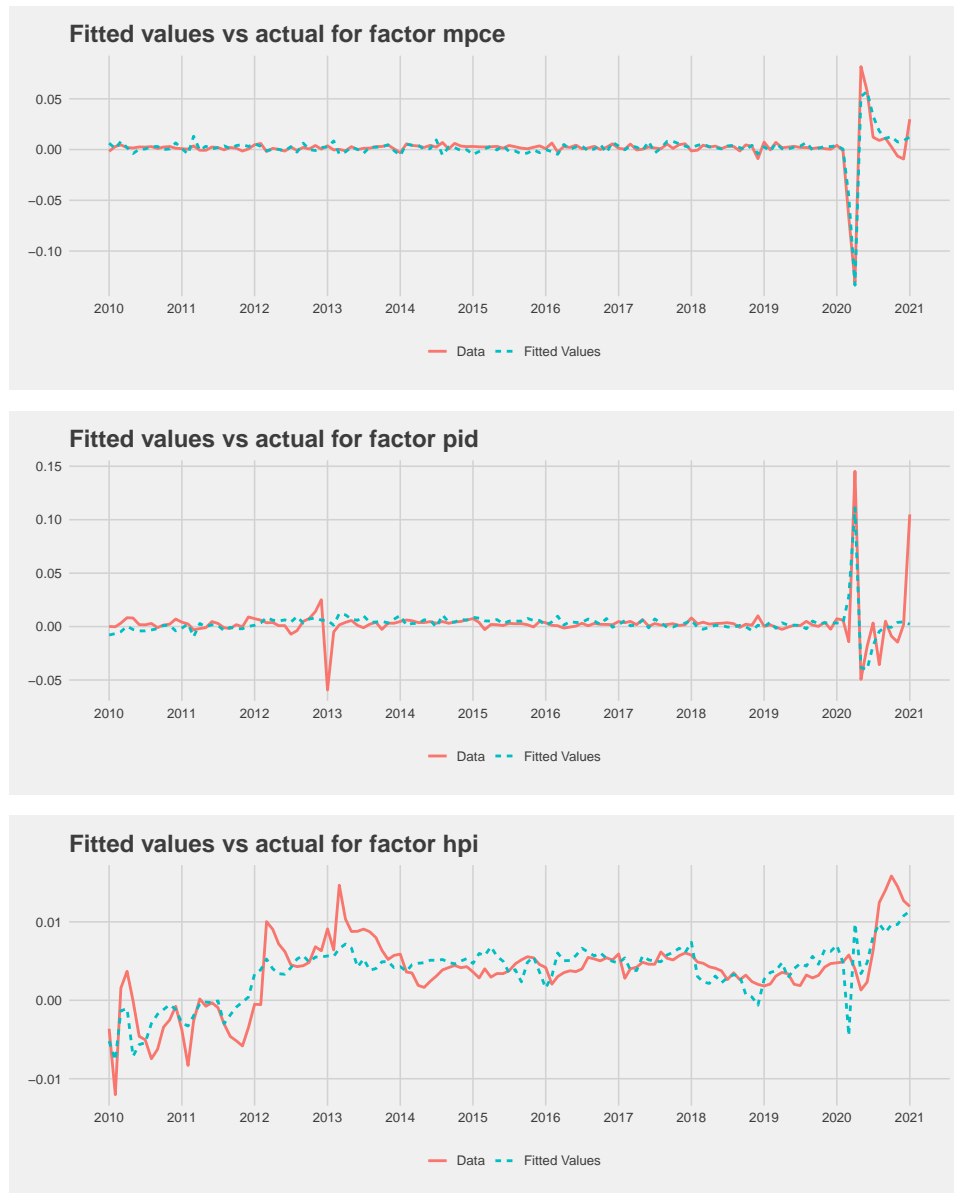 Fitted values vs actual for factor mpce
0.05
0.00
−0.05
−0.10
2010 2011 2012 2013 2014 2015 2016 2017 2018 2019 2020 2021
Data Fitted Values
Fitted values vs actual for factor pid
0.15
0.10
0.05
0.00
−0.05
2010 2011 2012 2013 2014 2015 2016 2017 2018 2019 2020 2021
Data Fitted Values
Fitted values vs actual for factor hpi
0.01
0.00
−0.01
2010 2011 2012 2013 2014 2015 2016 2017 2018 2019 2020 2021
Data Fitted Values